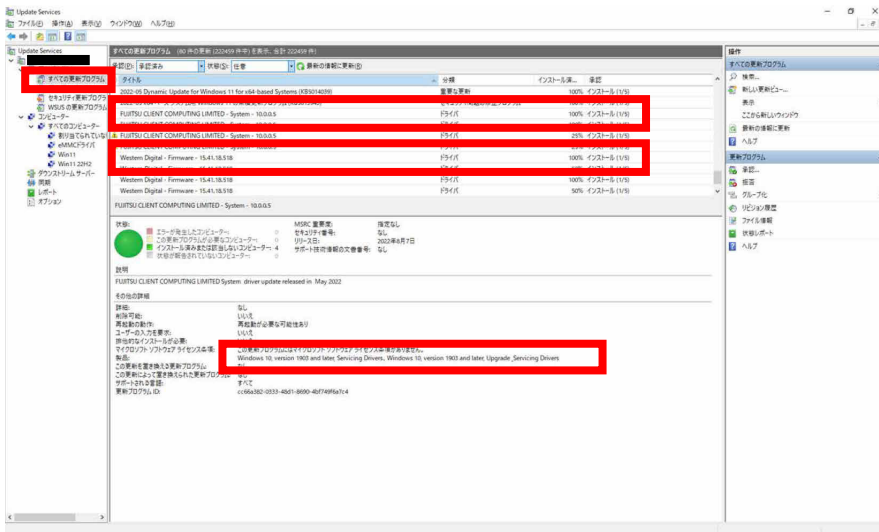 Update Services
ファイル(F) 操作(A) 表示(V) ウィンドウ(W) ヘルプ(H)
Update Services
すべての更新プログラム
セキュリティ更新プログラ
WSUS の更新プログラム
コンピューター
すべてのコンピューター
割り当てられていない
eMMCドライバ
Win11
Win11 22H2
ダウンストリーム サーバー
同期
レポート
オプション
すべての更新プログラム (80 件の更新 (222459 件中) を表示、合計 222459 件)
承認(P): 承認済み 状態(S): 任意 最新の情報に更新(R)
タイトル 分類 インストール済... 承認
2022-05 Dynamic Update for Windows 11 for x64-based Systems (KB5014039) 重要な更新 100% インストール (1/5)
FUJITSU CLIENT COMPUTING LIMITED - System - 10.0.0.5 ドライバ 100% インストール (1/5)
FUJITSU CLIENT COMPUTING LIMITED - System - 10.0.0.5 ドライバ 25% インストール (1/5)
Western Digital - Firmware - 15.41.18.518 ドライバ 100% インストール (1/5)
Western Digital - Firmware - 15.41.18.518 ドライバ 100% インストール (1/5)
Western Digital - Firmware - 15.41.18.518 ドライバ 50% インストール (1/5)
FUJITSU CLIENT COMPUTING LIMITED - System - 10.0.0.5
状態:
エラーが発生したコンピューター: 0
この更新プログラムが必要なコンピューター: 0
インストール済みまたは該当しないコンピューター: 4
状態が報告されていないコンピューター: 0
MSRC 重要度: 指定なし
セキュリティ番号: なし
リリース日: 2022年8月7日
サポート技術情報の文書番号: なし
説明
FUJITSU CLIENT COMPUTING LIMITED System driver update released in May 2022
その他の詳細
詳細: なし
削除可能: いいえ
再起動の動作: 再起動が必要な可能性あり
ユーザーの入力を要求: いいえ
排他的なインストールが必要: いいえ
マイクロソフト ソフトウェア ライセンス条項: この更新プログラムにはマイクロソフト ソフトウェア ライセンス条項がありません。
製品: Windows 10, version 1903 and later, Servicing Drivers, Windows 10, version 1903 and later, Upgrade & Servicing Drivers
この更新を置き換える更新プログラム: なし
この更新によって置き換えられた更新プログラム: なし
サポートされる言語: すべて
更新プログラム ID: cc66a382-0333-48d1-8690-4bf749f6a7c4
操作
すべての更新プログラム
検索...
新しい更新ビュー...
表示
ここから新しいウィンドウ
最新の情報に更新
ヘルプ
更新プログラム
承認...
拒否
グループ化
リビジョン履歴
ファイル情報
状態レポート
ヘルプ